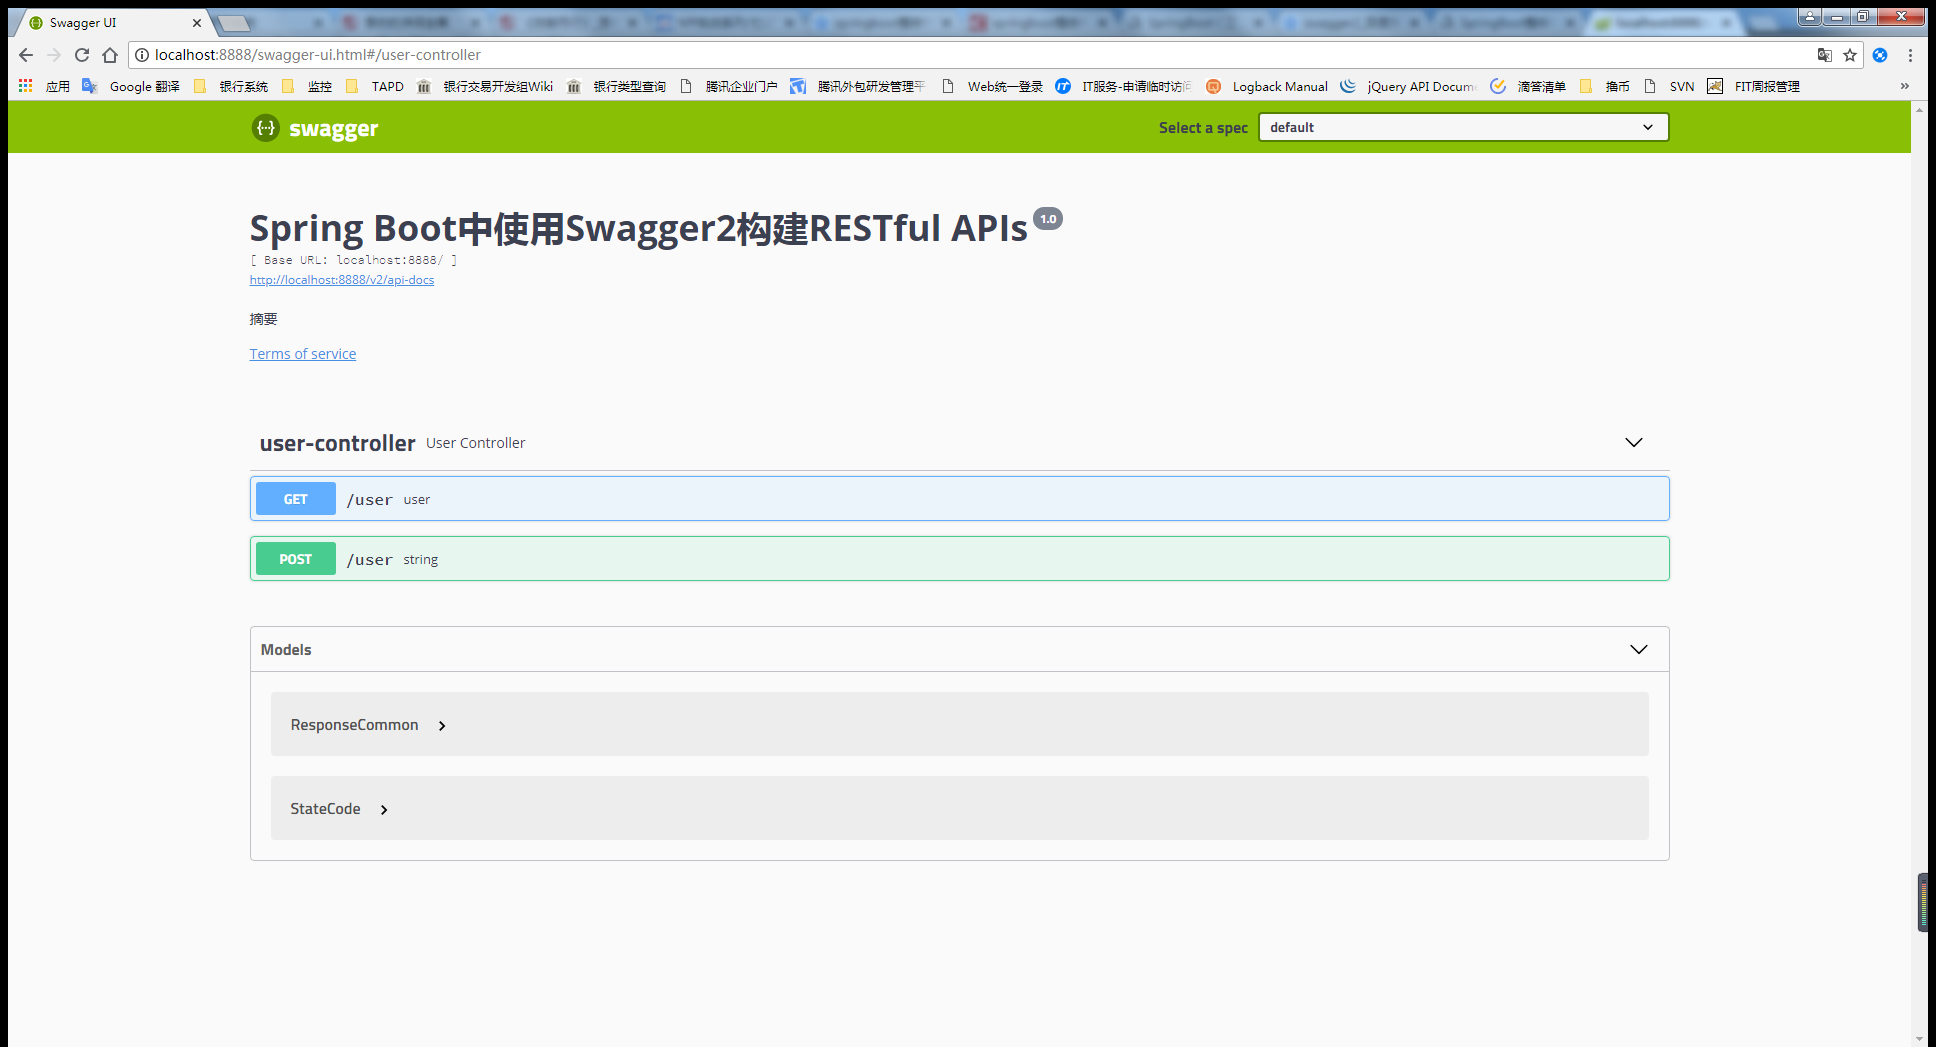 Swagger UI
localhost:8888/swagger-ui.html#/user-controller
应用 Google 翻译 银行系统 监控 TAPD 银行交易开发组Wiki 银行类型查询 腾讯企业门户 腾讯外包研发管理平 Web统一登录 IT服务-申请临时访问 Logback Manual jQuery API Docum 滴答清单 撸币 SVN FIT周报管理 »
{···} swagger Select a spec default
Spring Boot中使用Swagger2构建RESTful APIs 1.0
[ Base URL: localhost:8888/ ]
http://localhost:8888/v2/api-docs
摘要
Terms of service
user-controller User Controller
GET /user user
POST /user string
Models
ResponseCommon
StateCode